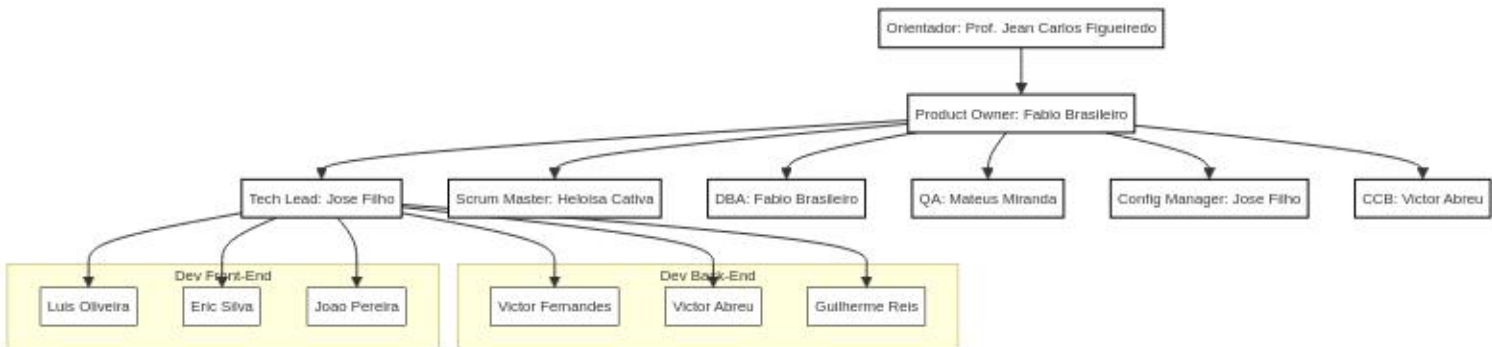 Orientador: Prof. Jean Carlos Figueiredo
Product Owner: Fabio Brasileiro
Tech Lead: Jose Filho
Scrum Master: Heloisa Cativa
DBA: Fabio Brasileiro
QA: Mateus Miranda
Config Manager: Jose Filho
CCB: Victor Abreu
Dev Front-End
Luis Oliveira
Eric Silva
Joao Pereira
Dev Back-End
Victor Fernandes
Victor Abreu
Guilherme Reis